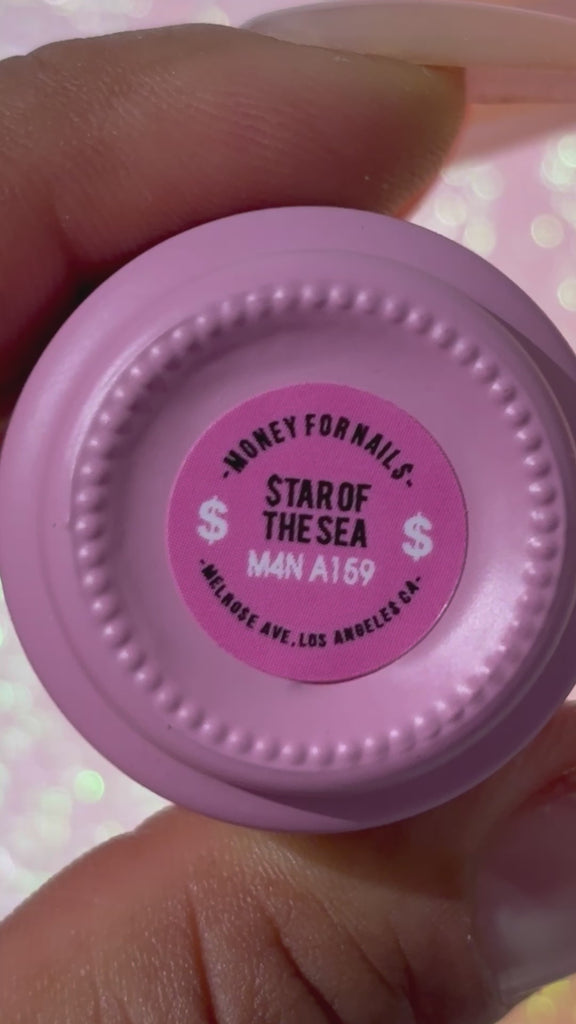 -MONEY FOR NAILS-
STAR OF
THE SEA
$ $
M4N A159
-MELROSE AVE, LOS ANGELES CA-